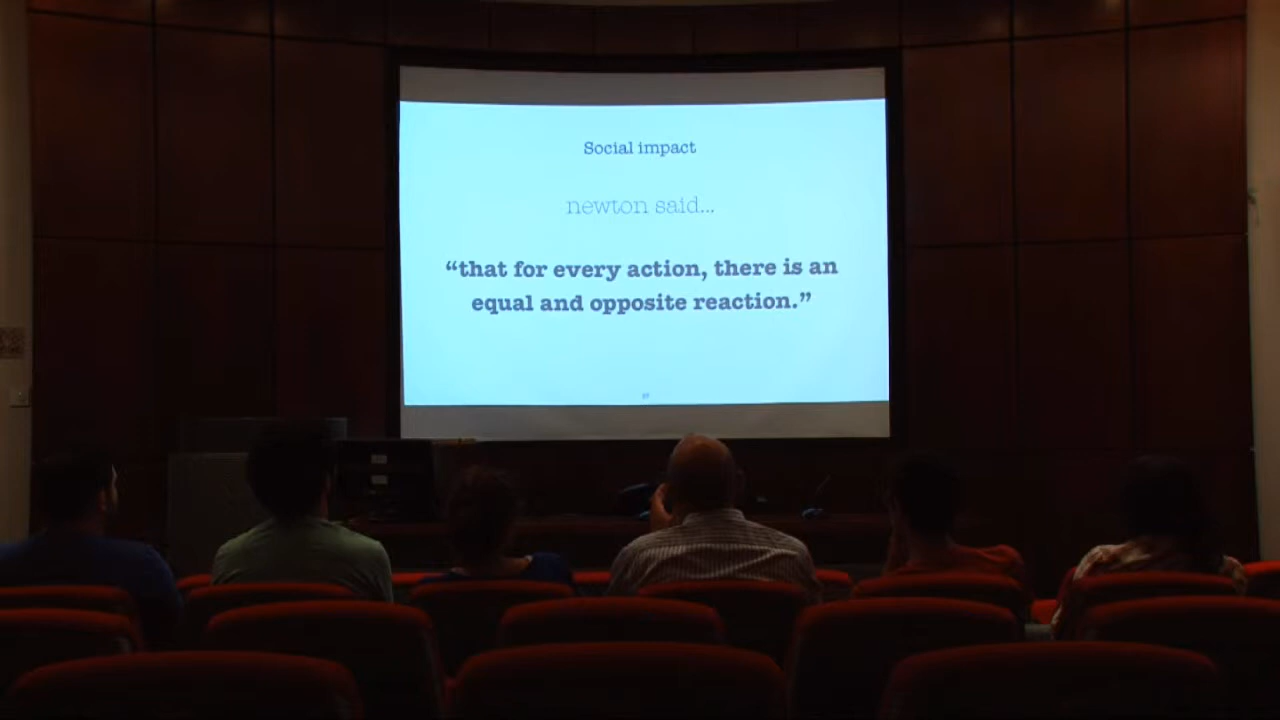 Social impact
newton said...
“that for every action, there is an
equal and opposite reaction.”